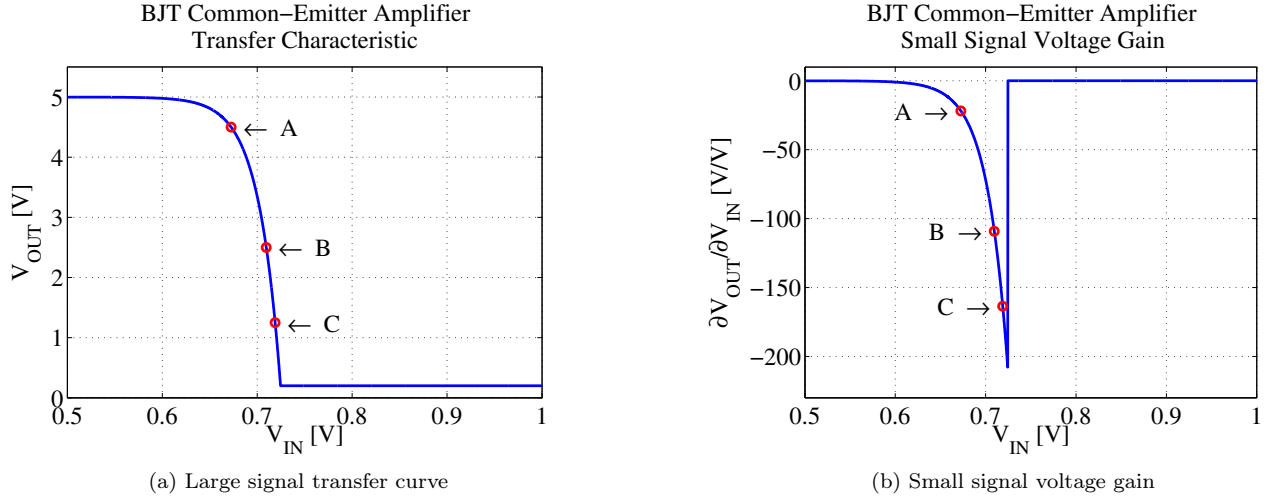 BJT Common−Emitter Amplifier
Transfer Characteristic
5
4
3
2
1
0
V_OUT [V]
← A
← B
← C
0.5 0.6 0.7 0.8 0.9 1
V_IN [V]
(a) Large signal transfer curve
BJT Common−Emitter Amplifier
Small Signal Voltage Gain
0
−50
−100
−150
−200
∂V_OUT/∂V_IN [V/V]
A →
B →
C →
0.5 0.6 0.7 0.8 0.9 1
V_IN [V]
(b) Small signal voltage gain